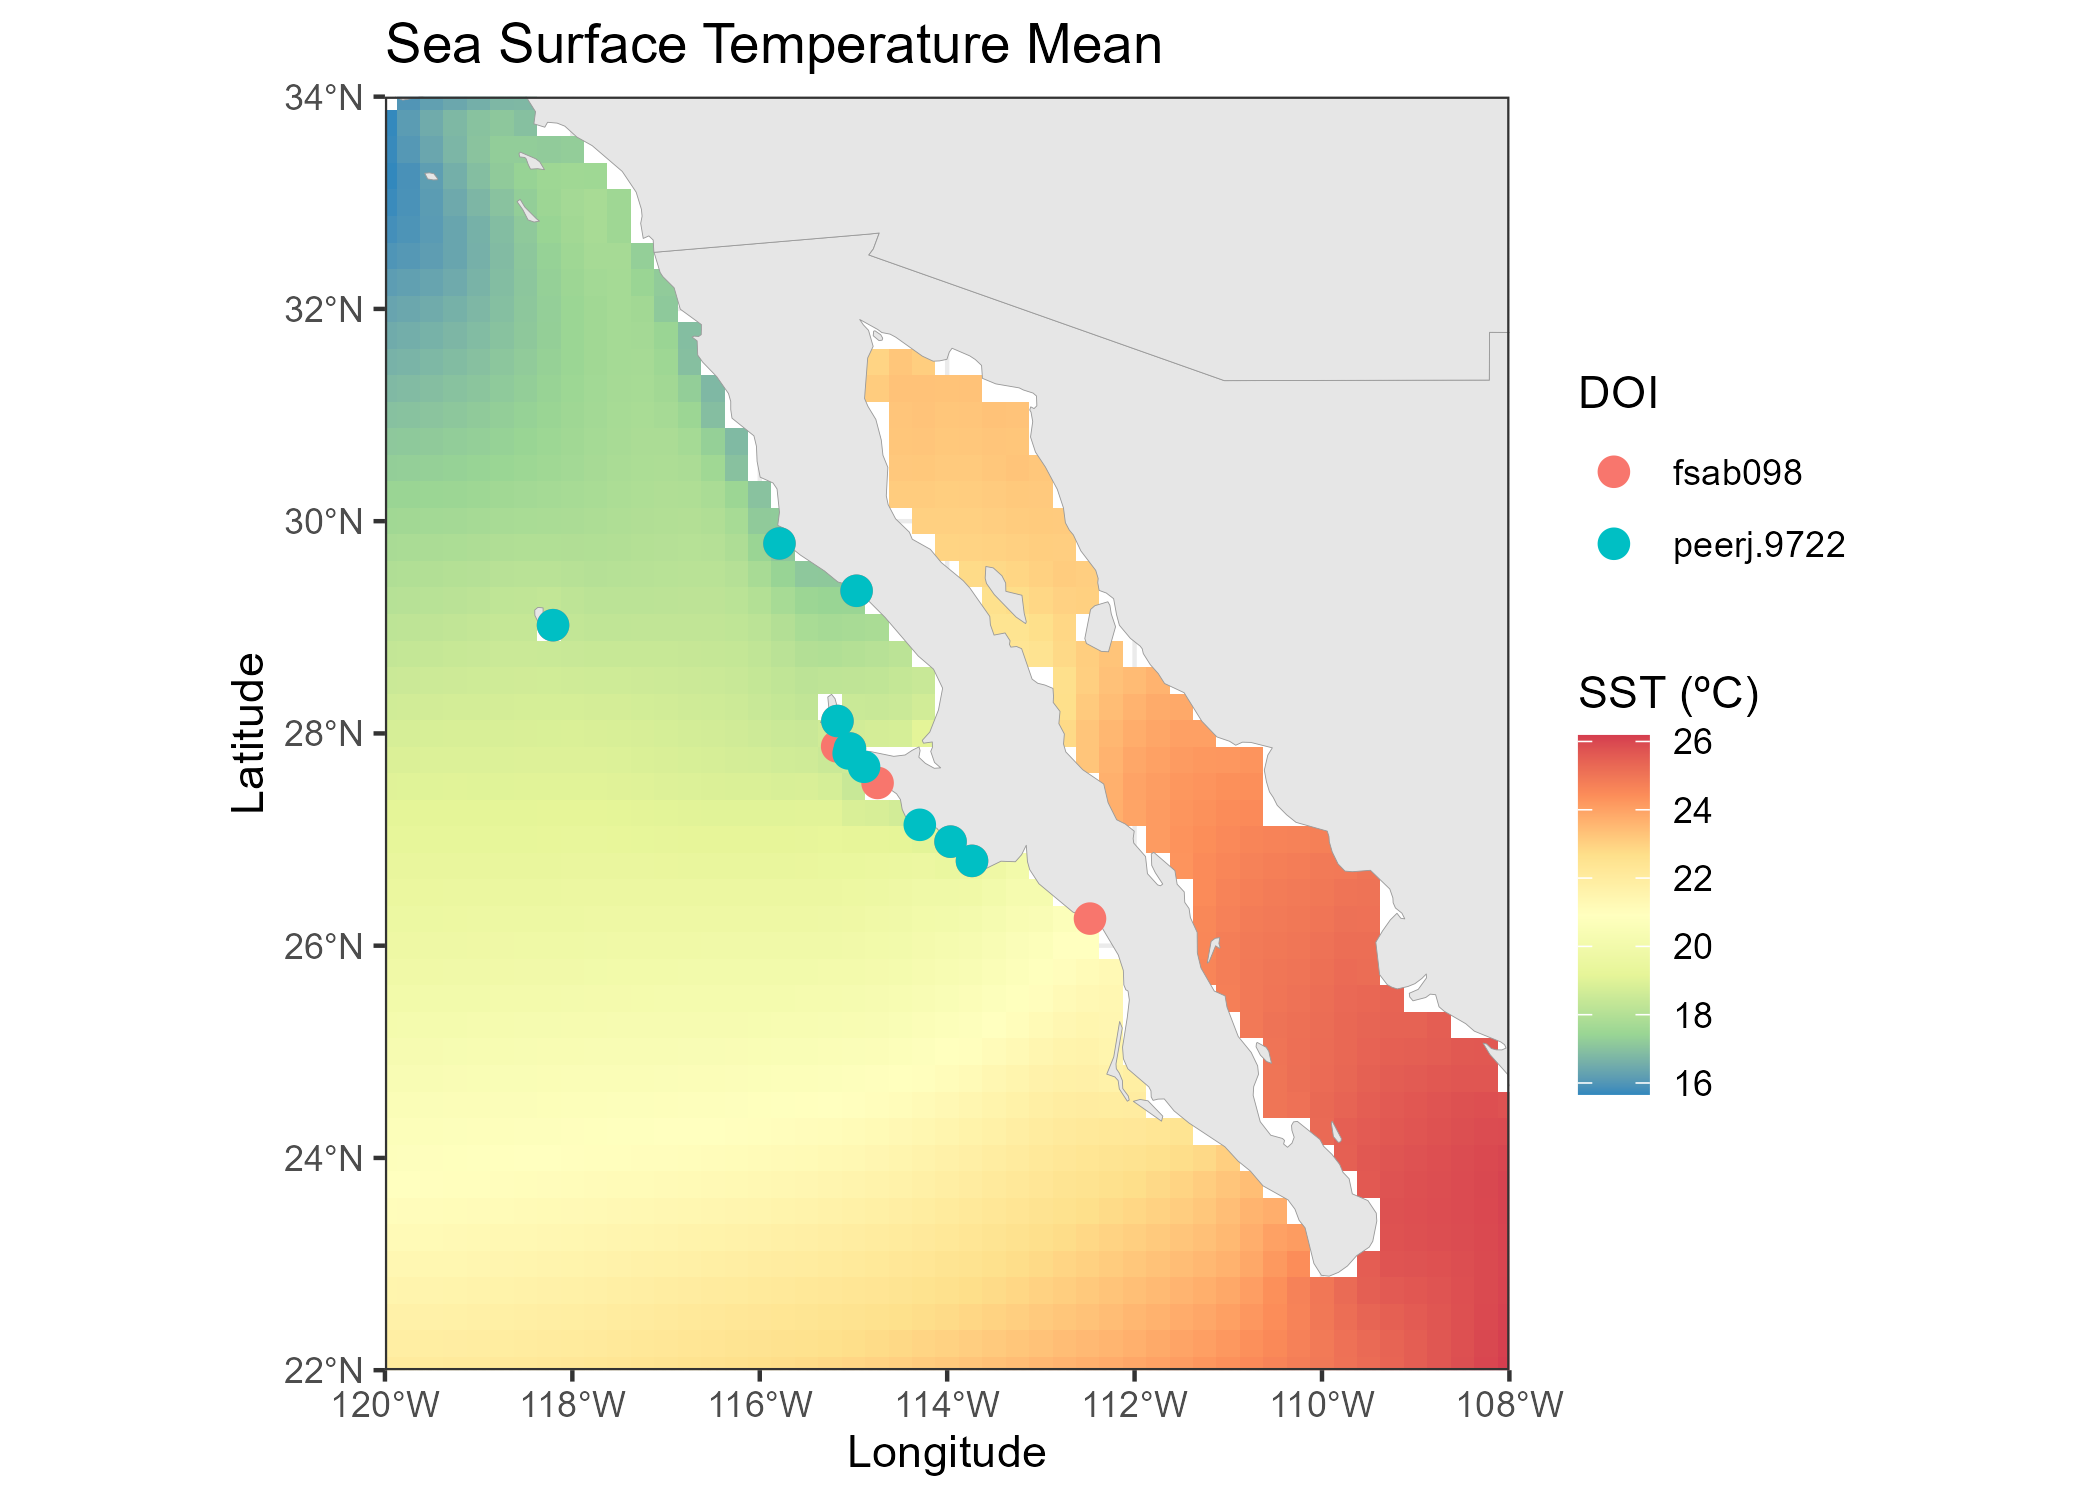 Sea Surface Temperature Mean
34°N
32°N
30°N
28°N
26°N
24°N
22°N
Latitude
120°W
118°W
116°W
114°W
112°W
110°W
108°W
Longitude
DOI
fsab098
peerj.9722
SST (ºC)
26
24
22
20
18
16